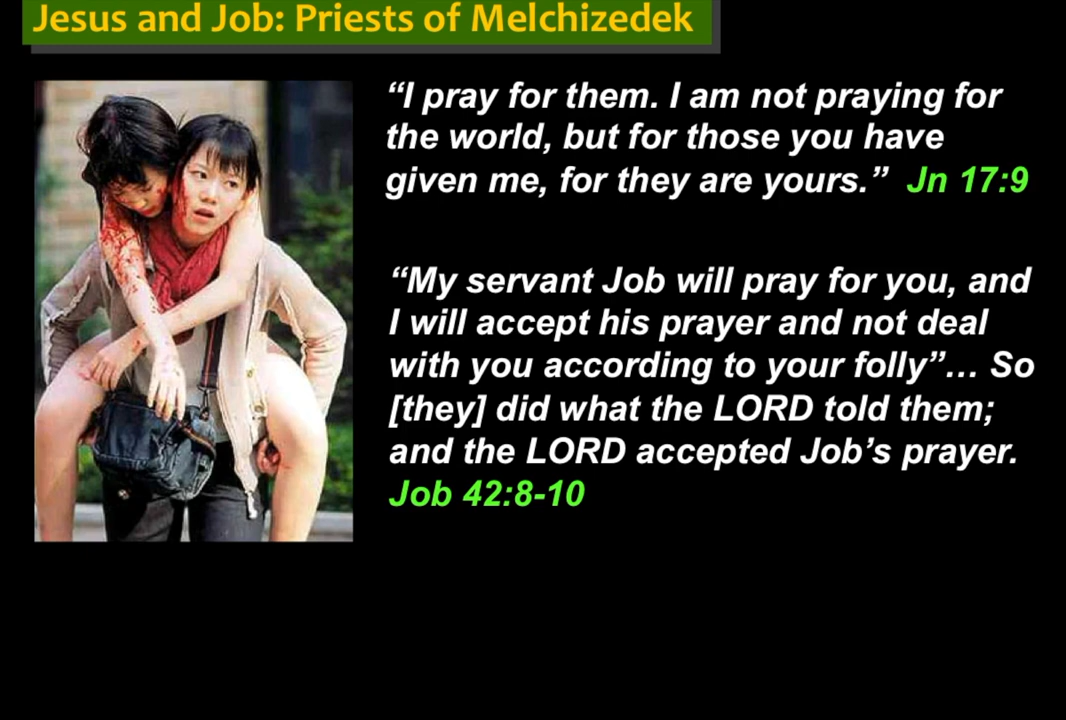 Jesus and Job: Priests of Melchizedek
“I pray for them. I am not praying for
the world, but for those you have
given me, for they are yours.” Jn 17:9
“My servant Job will pray for you, and
I will accept his prayer and not deal
with you according to your folly”… So
[they] did what the LORD told them;
and the LORD accepted Job’s prayer.
Job 42:8-10